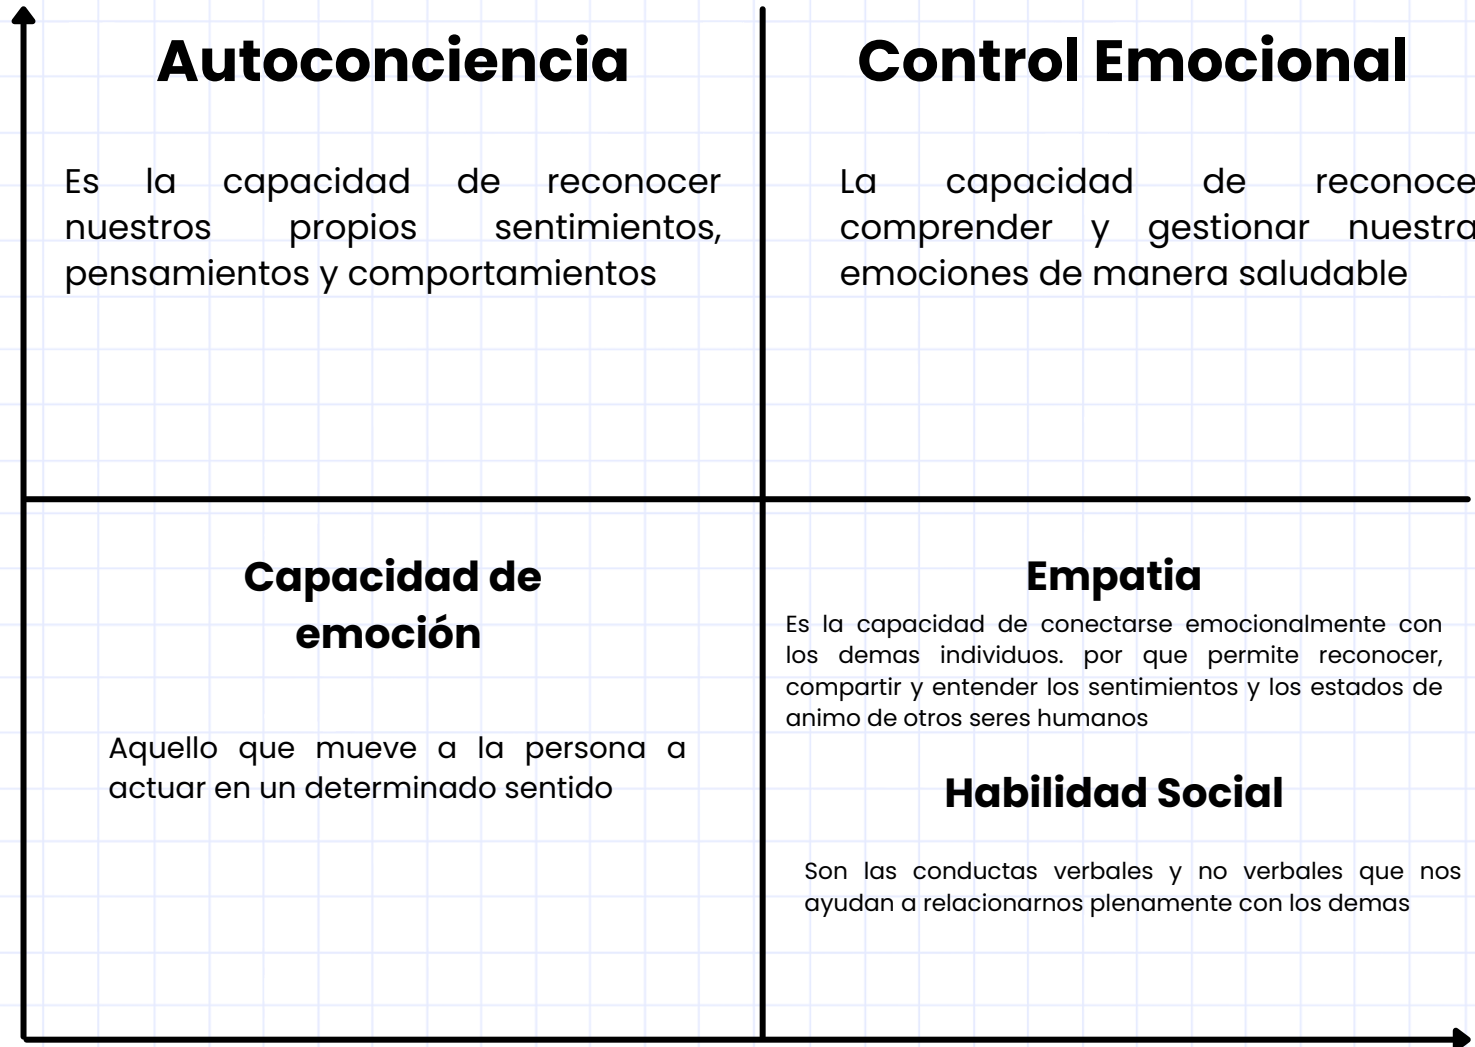 Autoconciencia
Es la capacidad de reconocer
nuestros propios sentimientos,
pensamientos y comportamientos
Control Emocional
La capacidad de reconoce
comprender y gestionar nuestra
emociones de manera saludable
Capacidad de
emoción
Aquello que mueve a la persona a
actuar en un determinado sentido
Empatia
Es la capacidad de conectarse emocionalmente con
los demas individuos. por que permite reconocer,
compartir y entender los sentimientos y los estados de
animo de otros seres humanos
Habilidad Social
Son las conductas verbales y no verbales que nos
ayudan a relacionarnos plenamente con los demas